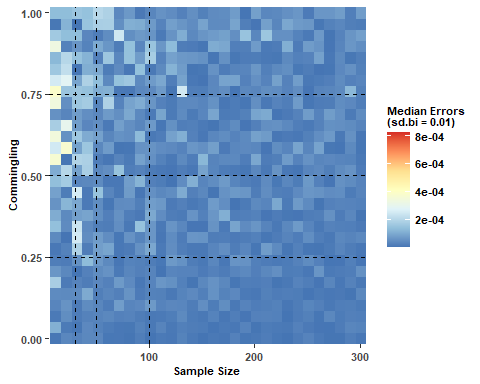 1.00
0.75
0.50
0.25
0.00
Commingling
100
200
300
Sample Size
Median Errors
(sd.bi = 0.01)
8e-04
6e-04
4e-04
2e-04